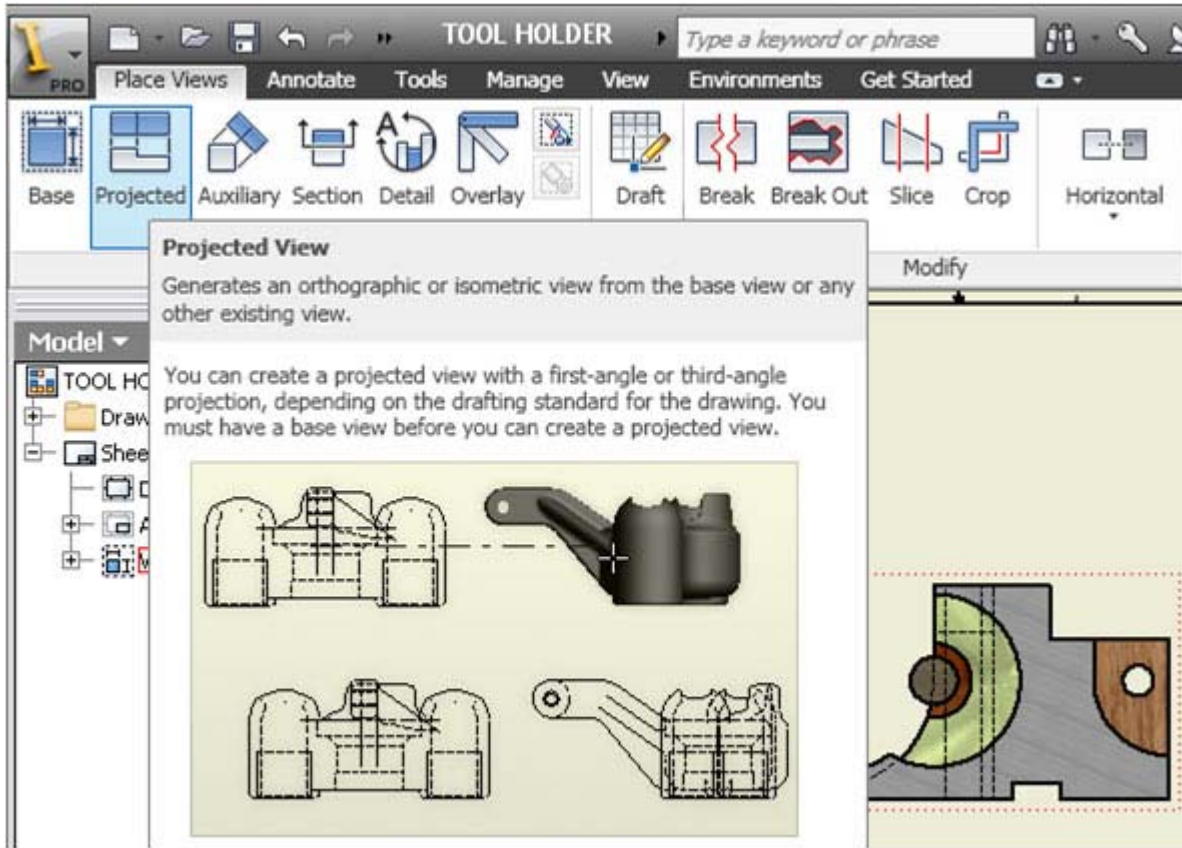 TOOL HOLDER
Type a keyword or phrase
PRO
Place Views Annotate Tools Manage View Environments Get Started
Base Projected Auxiliary Section Detail Overlay Draft Break Break Out Slice Crop Horizontal
Modify
Projected View
Generates an orthographic or isometric view from the base view or any
other existing view.
Model
TOOL HO
You can create a projected view with a first-angle or third-angle
projection, depending on the drafting standard for the drawing. You
must have a base view before you can create a projected view.
Draw
Shee